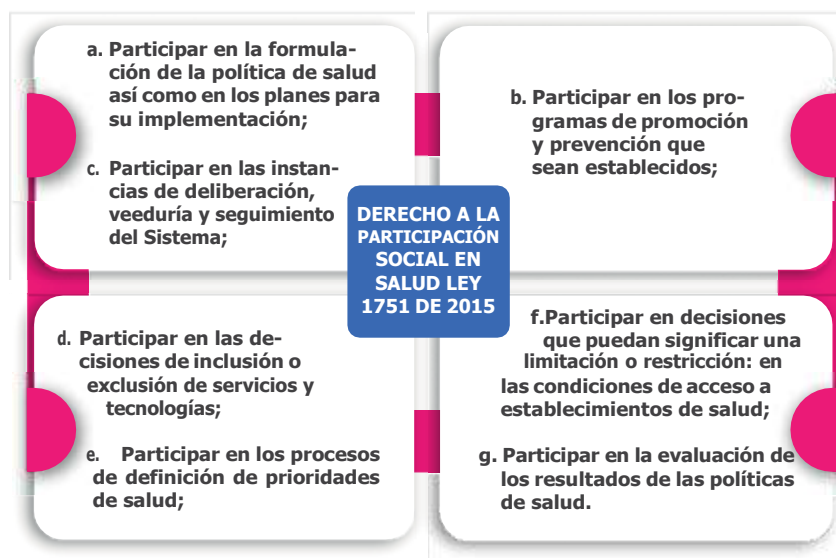 a. Participar en la formula-
ción de la política de salud
así como en los planes para
su implementación;
c. Participar en las instan-
cias de deliberación,
veeduría y seguimiento
del Sistema;
b. Participar en los pro-
gramas de promoción
y prevención que
sean establecidos;
DERECHO A LA
PARTICIPACIÓN
SOCIAL EN
SALUD LEY
1751 DE 2015
d. Participar en las de-
cisiones de inclusión o
exclusión de servicios y
tecnologías;
e. Participar en los procesos
de definición de prioridades
de salud;
f.Participar en decisiones
que puedan significar una
limitación o restricción: en
las condiciones de acceso a
establecimientos de salud;
g. Participar en la evaluación de
los resultados de las políticas
de salud.